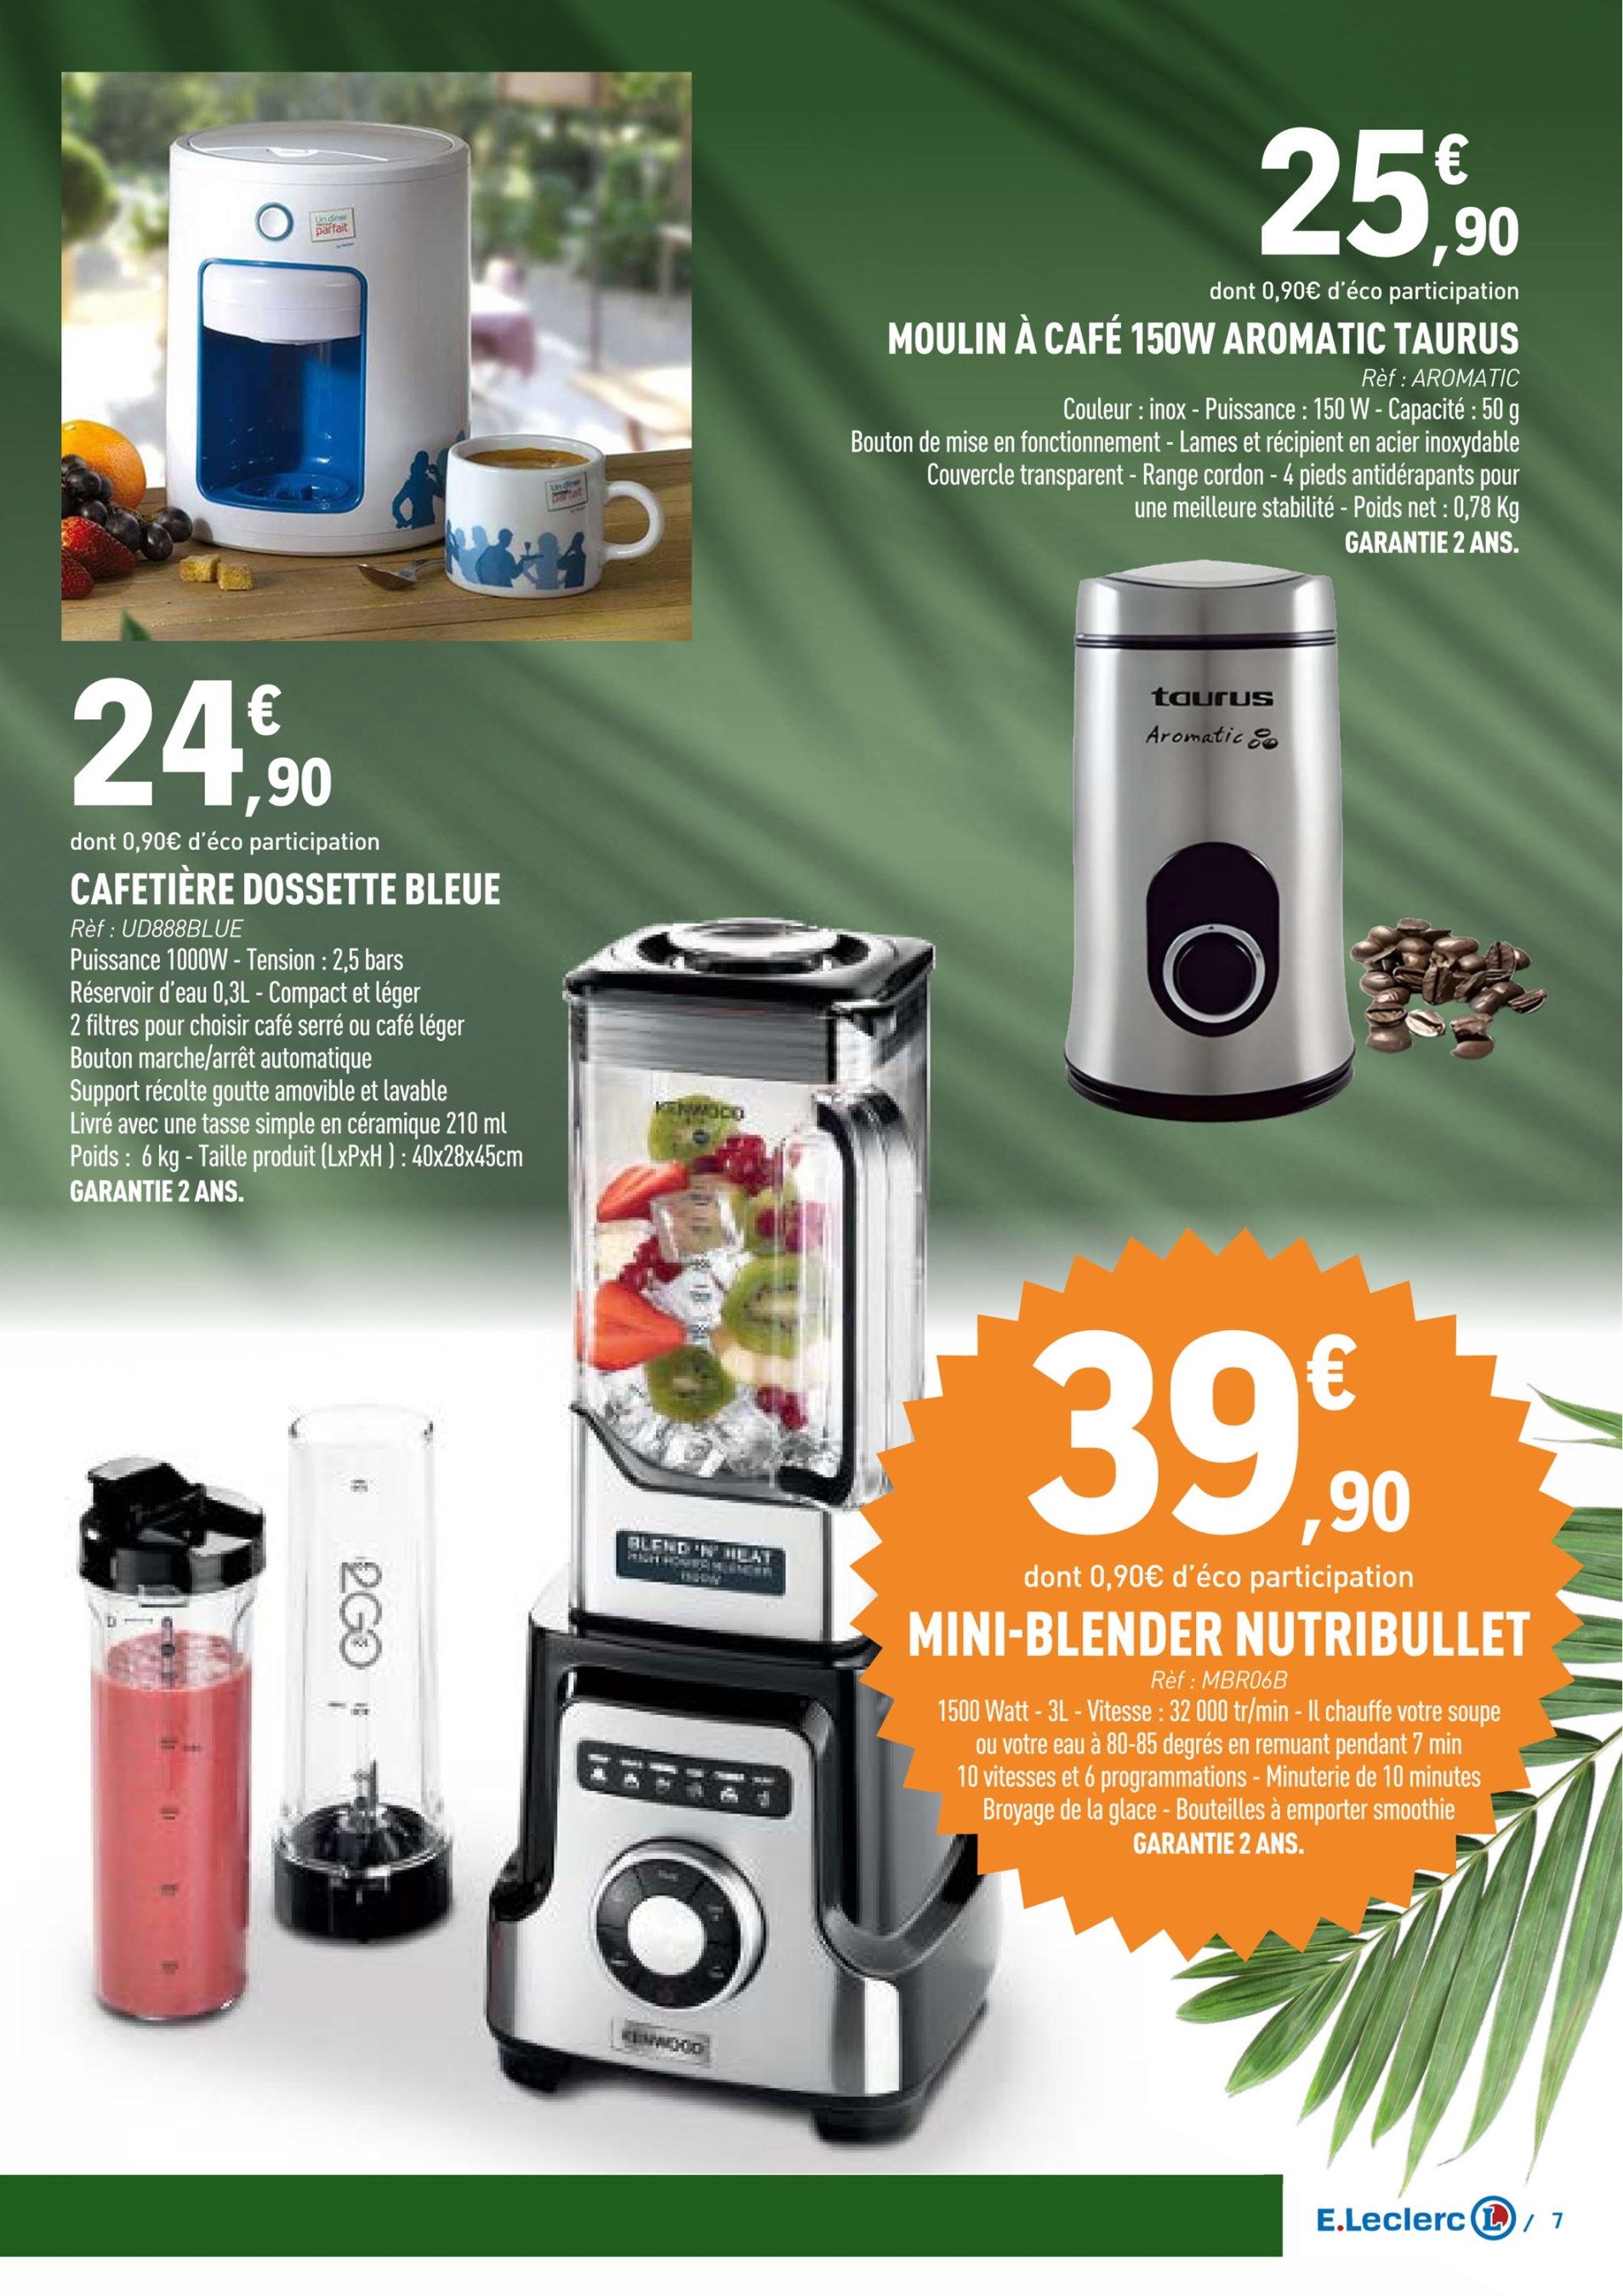 Un dîner
parfait
Un dîner
parfait
25€,90
dont 0,90€ d'éco participation
MOULIN À CAFÉ 150W AROMATIC TAURUS
Rèf : AROMATIC
Couleur : inox - Puissance : 150 W - Capacité : 50 g
Bouton de mise en fonctionnement - Lames et récipient en acier inoxydable
Couvercle transparent - Range cordon - 4 pieds antidérapants pour
une meilleure stabilité - Poids net : 0,78 Kg
GARANTIE 2 ANS.
taurus
Aromatic
24€,90
dont 0,90€ d'éco participation
CAFETIÈRE DOSSETTE BLEUE
Rèf : UD888BLUE
Puissance 1000W - Tension : 2,5 bars
Réservoir d'eau 0,3L - Compact et léger
2 filtres pour choisir café serré ou café léger
Bouton marche/arrêt automatique
Support récolte goutte amovible et lavable
Livré avec une tasse simple en céramique 210 ml
Poids : 6 kg - Taille produit (LxPxH ) : 40x28x45cm
GARANTIE 2 ANS.
KENWOOD
BLEND 'N' HEAT
HIGH POWER BLENDER
2GO
KENWOOD
39€,90
dont 0,90€ d'éco participation
MINI-BLENDER NUTRIBULLET
Rèf : MBR06B
1500 Watt - 3L - Vitesse : 32 000 tr/min - Il chauffe votre soupe
ou votre eau à 80-85 degrés en remuant pendant 7 min
10 vitesses et 6 programmations - Minuterie de 10 minutes
Broyage de la glace - Bouteilles à emporter smoothie
GARANTIE 2 ANS.
E.Leclerc L / 7